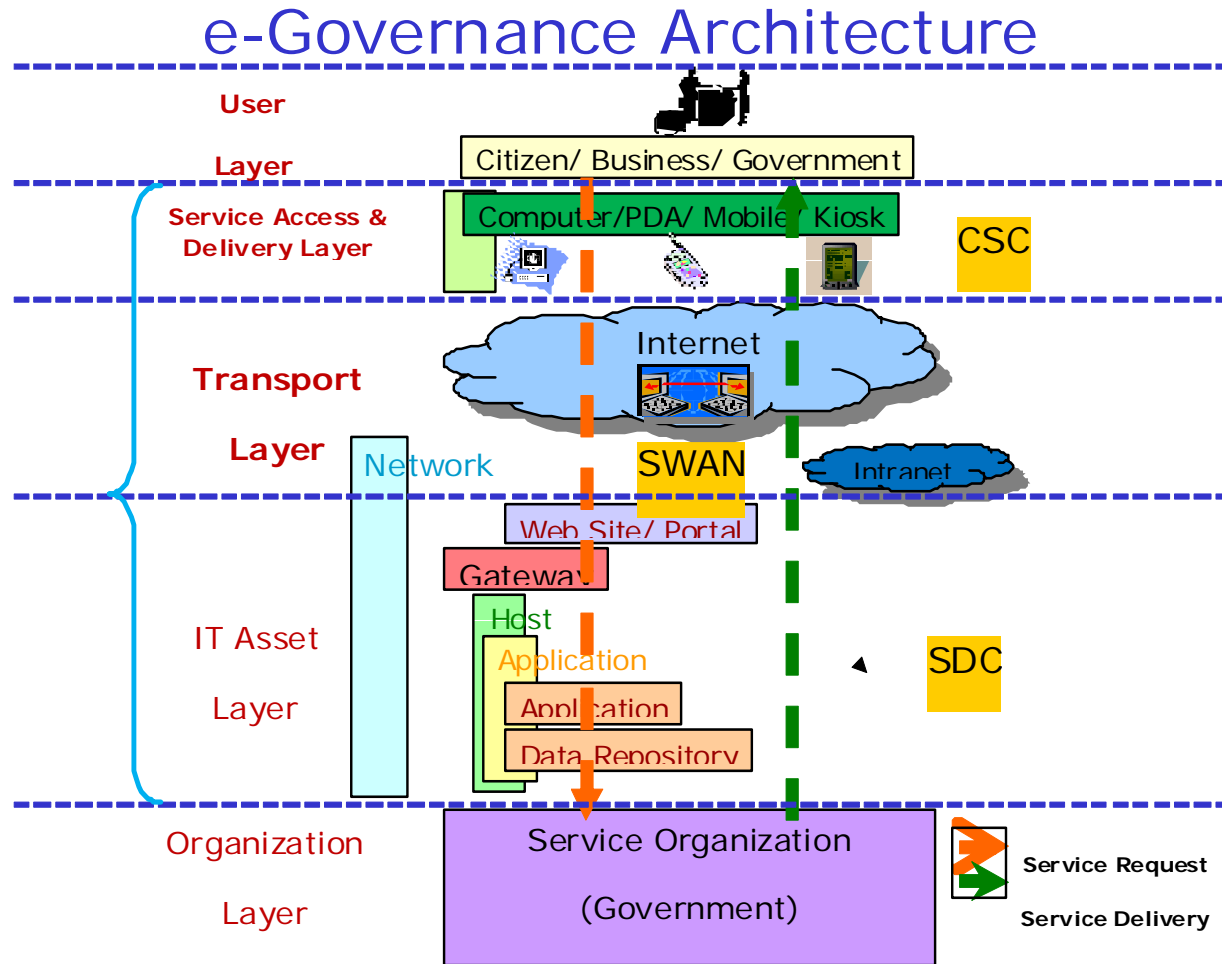 e-Governance Architecture
User
Layer
Citizen/ Business/ Government
Service Access &
Delivery Layer
Computer/PDA/ Mobile/ Kiosk
CSC
Internet
Transport
Layer
Network
SWAN
Intranet
Web Site/ Portal
Gateway
Host
IT Asset
Layer
Application
SDC
Application
Data Repository
Organization
Layer
Service Organization
(Government)
Service Request
Service Delivery